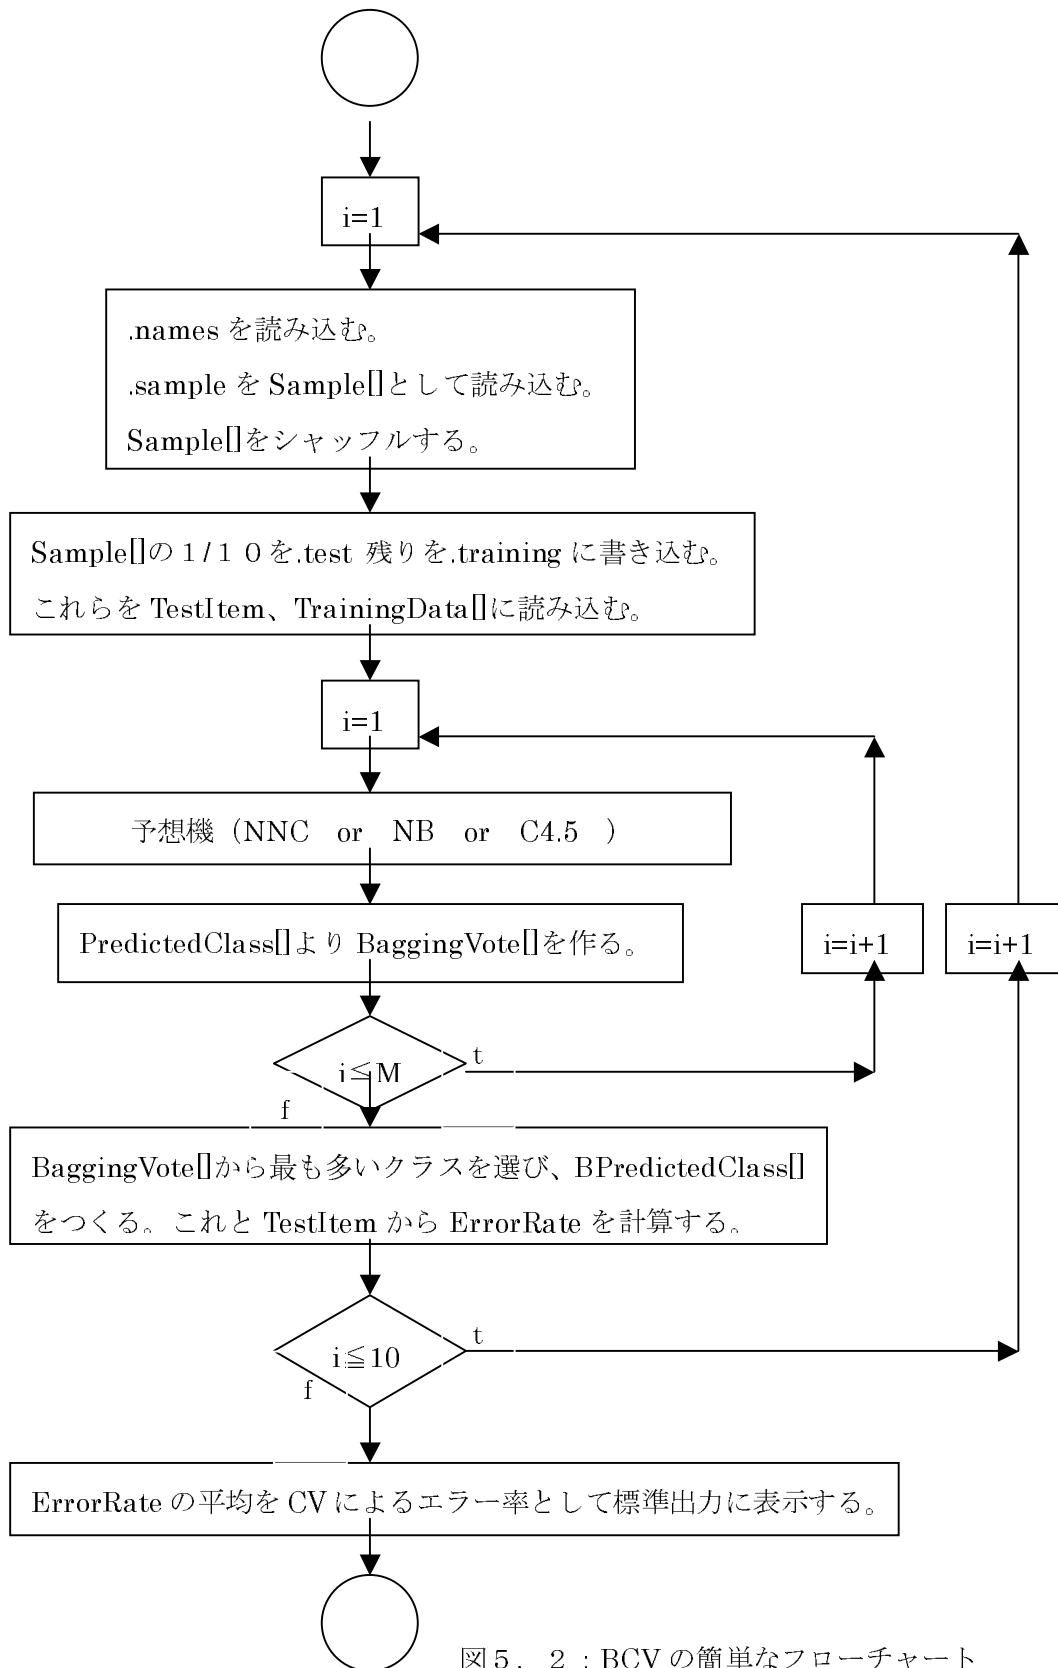 i=1
.names を読み込む。
.sample を Sample[]として読み込む。
Sample[]をシャッフルする。
Sample[]の１/１０を.test 残りを.training に書き込む。
これらを TestItem、TrainingData[]に読み込む。
i=1
予想機（NNC　or　NB　or　C4.5　）
PredictedClass[]より BaggingVote[]を作る。
i=i+1
i=i+1
i≦M
t
f
BaggingVote[]から最も多いクラスを選び、BPredictedClass[]
をつくる。これと TestItem から ErrorRate を計算する。
i≦10
t
f
ErrorRate の平均を CV によるエラー率として標準出力に表示する。
図５．２：BCV の簡単なフローチャート